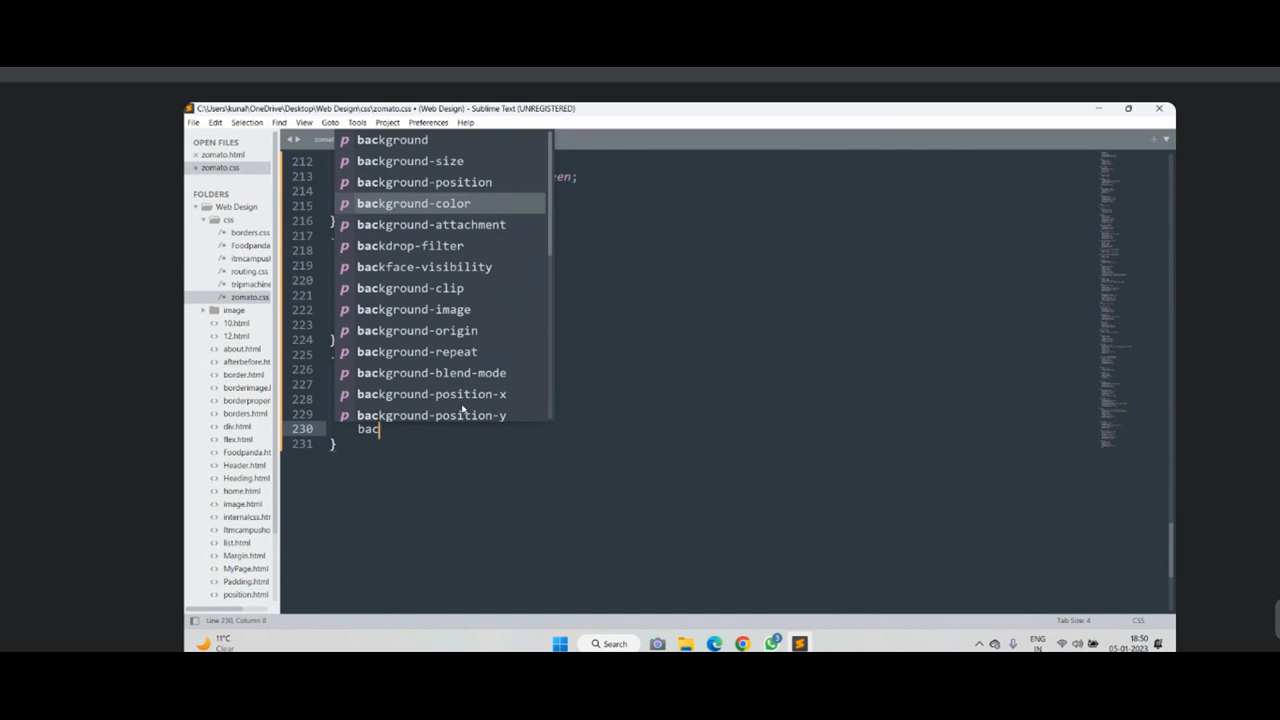 C:\Users\kunal\OneDrive\Desktop\Web Design\css\zomato.css • (Web Design) - Sublime Text (UNREGISTERED)
File Edit Selection Find View Goto Tools Project Preferences Help
OPEN FILES
zomato.html
zomato.css
FOLDERS
Web Design
css
/* borders.css
/* Foodpanda
/* itmcampus
/* routing.css
/* tripmachine
/* zomato.css
image
<> 10.html
<> 12.html
<> about.html
<> afterbefore.ht
<> border.html
<> borderimage.
<> borderproper
<> borders.html
<> div.html
<> flex.html
<> Foodpanda.ht
<> Header.html
<> Heading.html
<> home.html
<> image.html
<> internalcss.ht
<> Itmcampusho
<> list.html
<> Margin.html
<> MyPage.html
<> Padding.html
<> position.html
zomat
p background
p background-size
p background-position
p background-color
p background-attachment
p backdrop-filter
p backface-visibility
p background-clip
p background-image
p background-origin
p background-repeat
p background-blend-mode
p background-position-x
p background-position-y
212
213 en;
214
215
216 }
217 .
218
219
220
221
222
223
224 }
225 .
226
227
228
229
230 bac
231 }
Line 230, Column 8
Tab Size: 4 CSS
11°C
Clear
Search
3
ENG
IN
18:50
05-01-2023